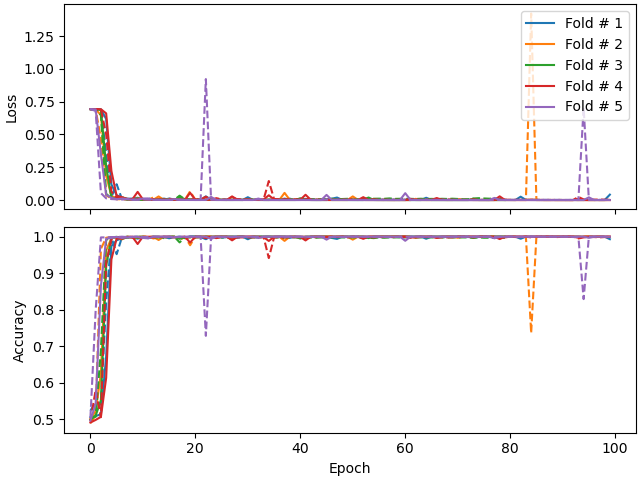 Loss
1.25
1.00
0.75
0.50
0.25
0.00
Fold # 1
Fold # 2
Fold # 3
Fold # 4
Fold # 5
Accuracy
1.0
0.9
0.8
0.7
0.6
0.5
0
20
40
60
80
100
Epoch